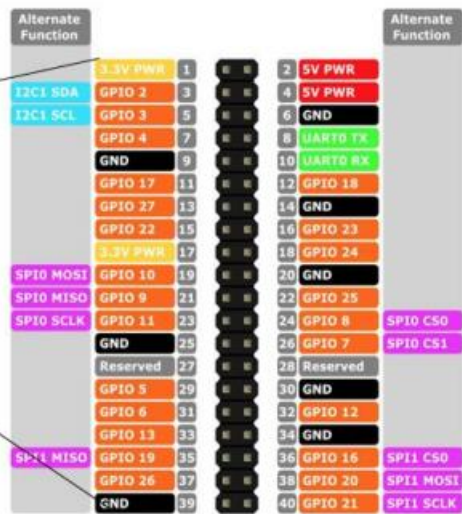 Alternate Function Alternate Function
3.3V PWR 1 2 5V PWR
I2C1 SDA GPIO 2 3 4 5V PWR
I2C1 SCL GPIO 3 5 6 GND
GPIO 4 7 8 UART0 TX
GND 9 10 UART0 RX
GPIO 17 11 12 GPIO 18
GPIO 27 13 14 GND
GPIO 22 15 16 GPIO 23
3.3V PWR 17 18 GPIO 24
SPI0 MOSI GPIO 10 19 20 GND
SPI0 MISO GPIO 9 21 22 GPIO 25
SPI0 SCLK GPIO 11 23 24 GPIO 8 SPI0 CS0
GND 25 26 GPIO 7 SPI0 CS1
Reserved 27 28 Reserved
GPIO 5 29 30 GND
GPIO 6 31 32 GPIO 12
GPIO 13 33 34 GND
SPI1 MISO GPIO 19 35 36 GPIO 16 SPI1 CS0
GPIO 26 37 38 GPIO 20 SPI1 MOSI
GND 39 40 GPIO 21 SPI1 SCLK